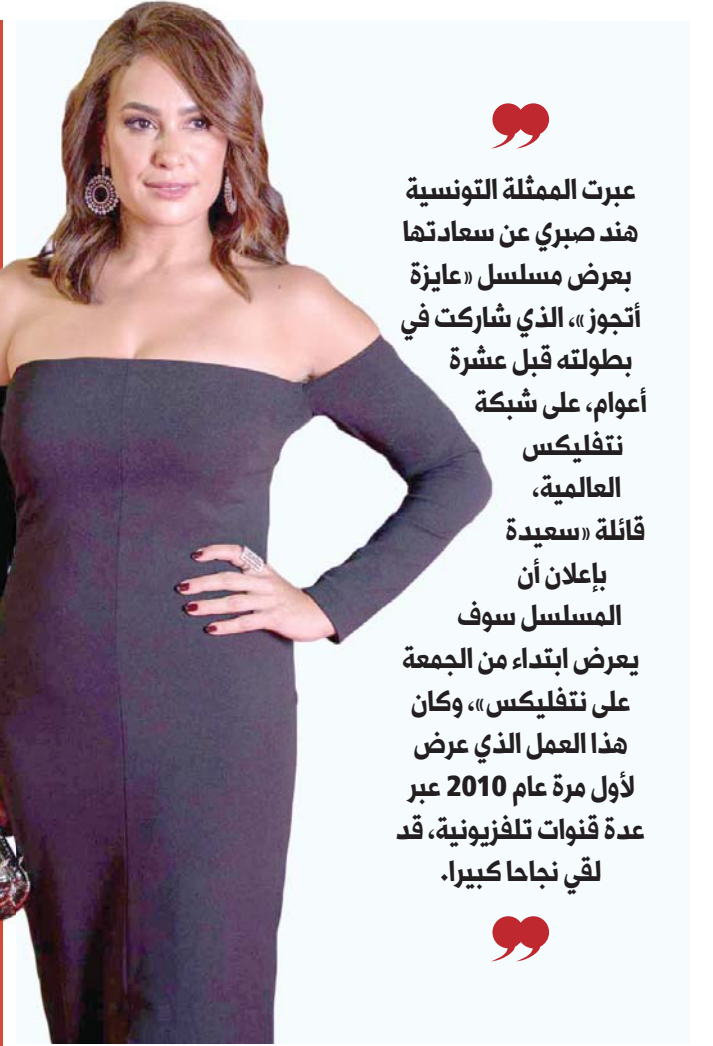 عبرت الممثلة التونسية
هند صبري عن سعادتها
بعرض مسلسل «عايزة
أتجوز»، الذي شاركت في
بطولته قبل عشرة
أعوام، على شبكة
نتفليكس
العالمية،
قائلة «سعيدة
بإعلان أن
المسلسل سوف
يعرض ابتداء من الجمعة
على نتفليكس»، وكان
هذا العمل الذي عرض
لأول مرة عام 2010 عبر
عدة قنوات تلفزيونية، قد
لقي نجاحا كبيرا.